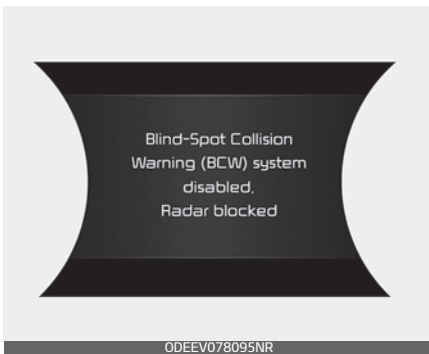 Blind-Spot Collision
Warning (BCW) system
disabled,
Radar blocked
ODEEV078095NR